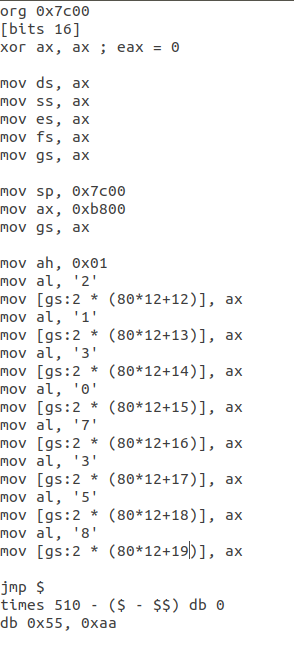 org 0x7c00
[bits 16]
xor ax, ax ; eax = 0
mov ds, ax
mov ss, ax
mov es, ax
mov fs, ax
mov gs, ax
mov sp, 0x7c00
mov ax, 0xb800
mov gs, ax
mov ah, 0x01
mov al, '2'
mov [gs:2 * (80*12+12)], ax
mov al, '1'
mov [gs:2 * (80*12+13)], ax
mov al, '3'
mov [gs:2 * (80*12+14)], ax
mov al, '0'
mov [gs:2 * (80*12+15)], ax
mov al, '7'
mov [gs:2 * (80*12+16)], ax
mov al, '3'
mov [gs:2 * (80*12+17)], ax
mov al, '5'
mov [gs:2 * (80*12+18)], ax
mov al, '8'
mov [gs:2 * (80*12+19)], ax
jmp $
times 510 - ($ - $$) db 0
db 0x55, 0xaa